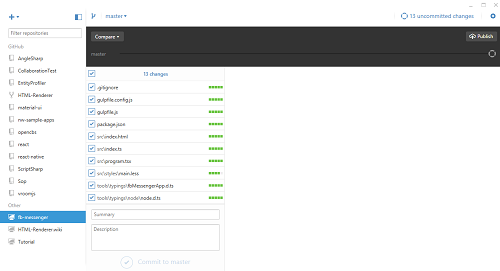 master
13 uncommitted changes
Filter repositories
Compare
Publish
master
GitHub
AngleSharp
CollaborationTest
EntityProfiler
HTML-Renderer
material-ui
nw-sample-apps
opencbs
react
react-native
ScriptSharp
Sop
vroomjs
Other
fb-messenger
HTML-Renderer.wiki
Tutorial
13 changes
.gitignore
gulpfile.config.js
gulpfile.js
package.json
src\index.html
src\index.ts
src\program.tsx
src\styles\main.less
tools\typings\fbMessengerApp.d.ts
tools\typings\node\node.d.ts
Summary
Description
Commit to master